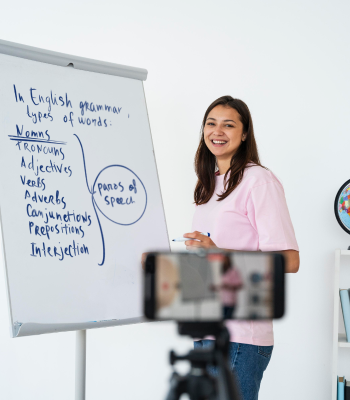 In English grammar,
types of words:
Nouns
Pronouns
Adjectives
Verbs
Adverbs
Conjunctions
Prepositions
Interjection
parts of
speech